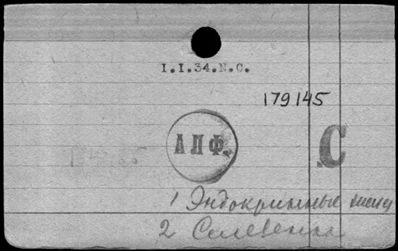 I.I.34.N.C.
179145
АПФ.
С
1 Эндокринные
2